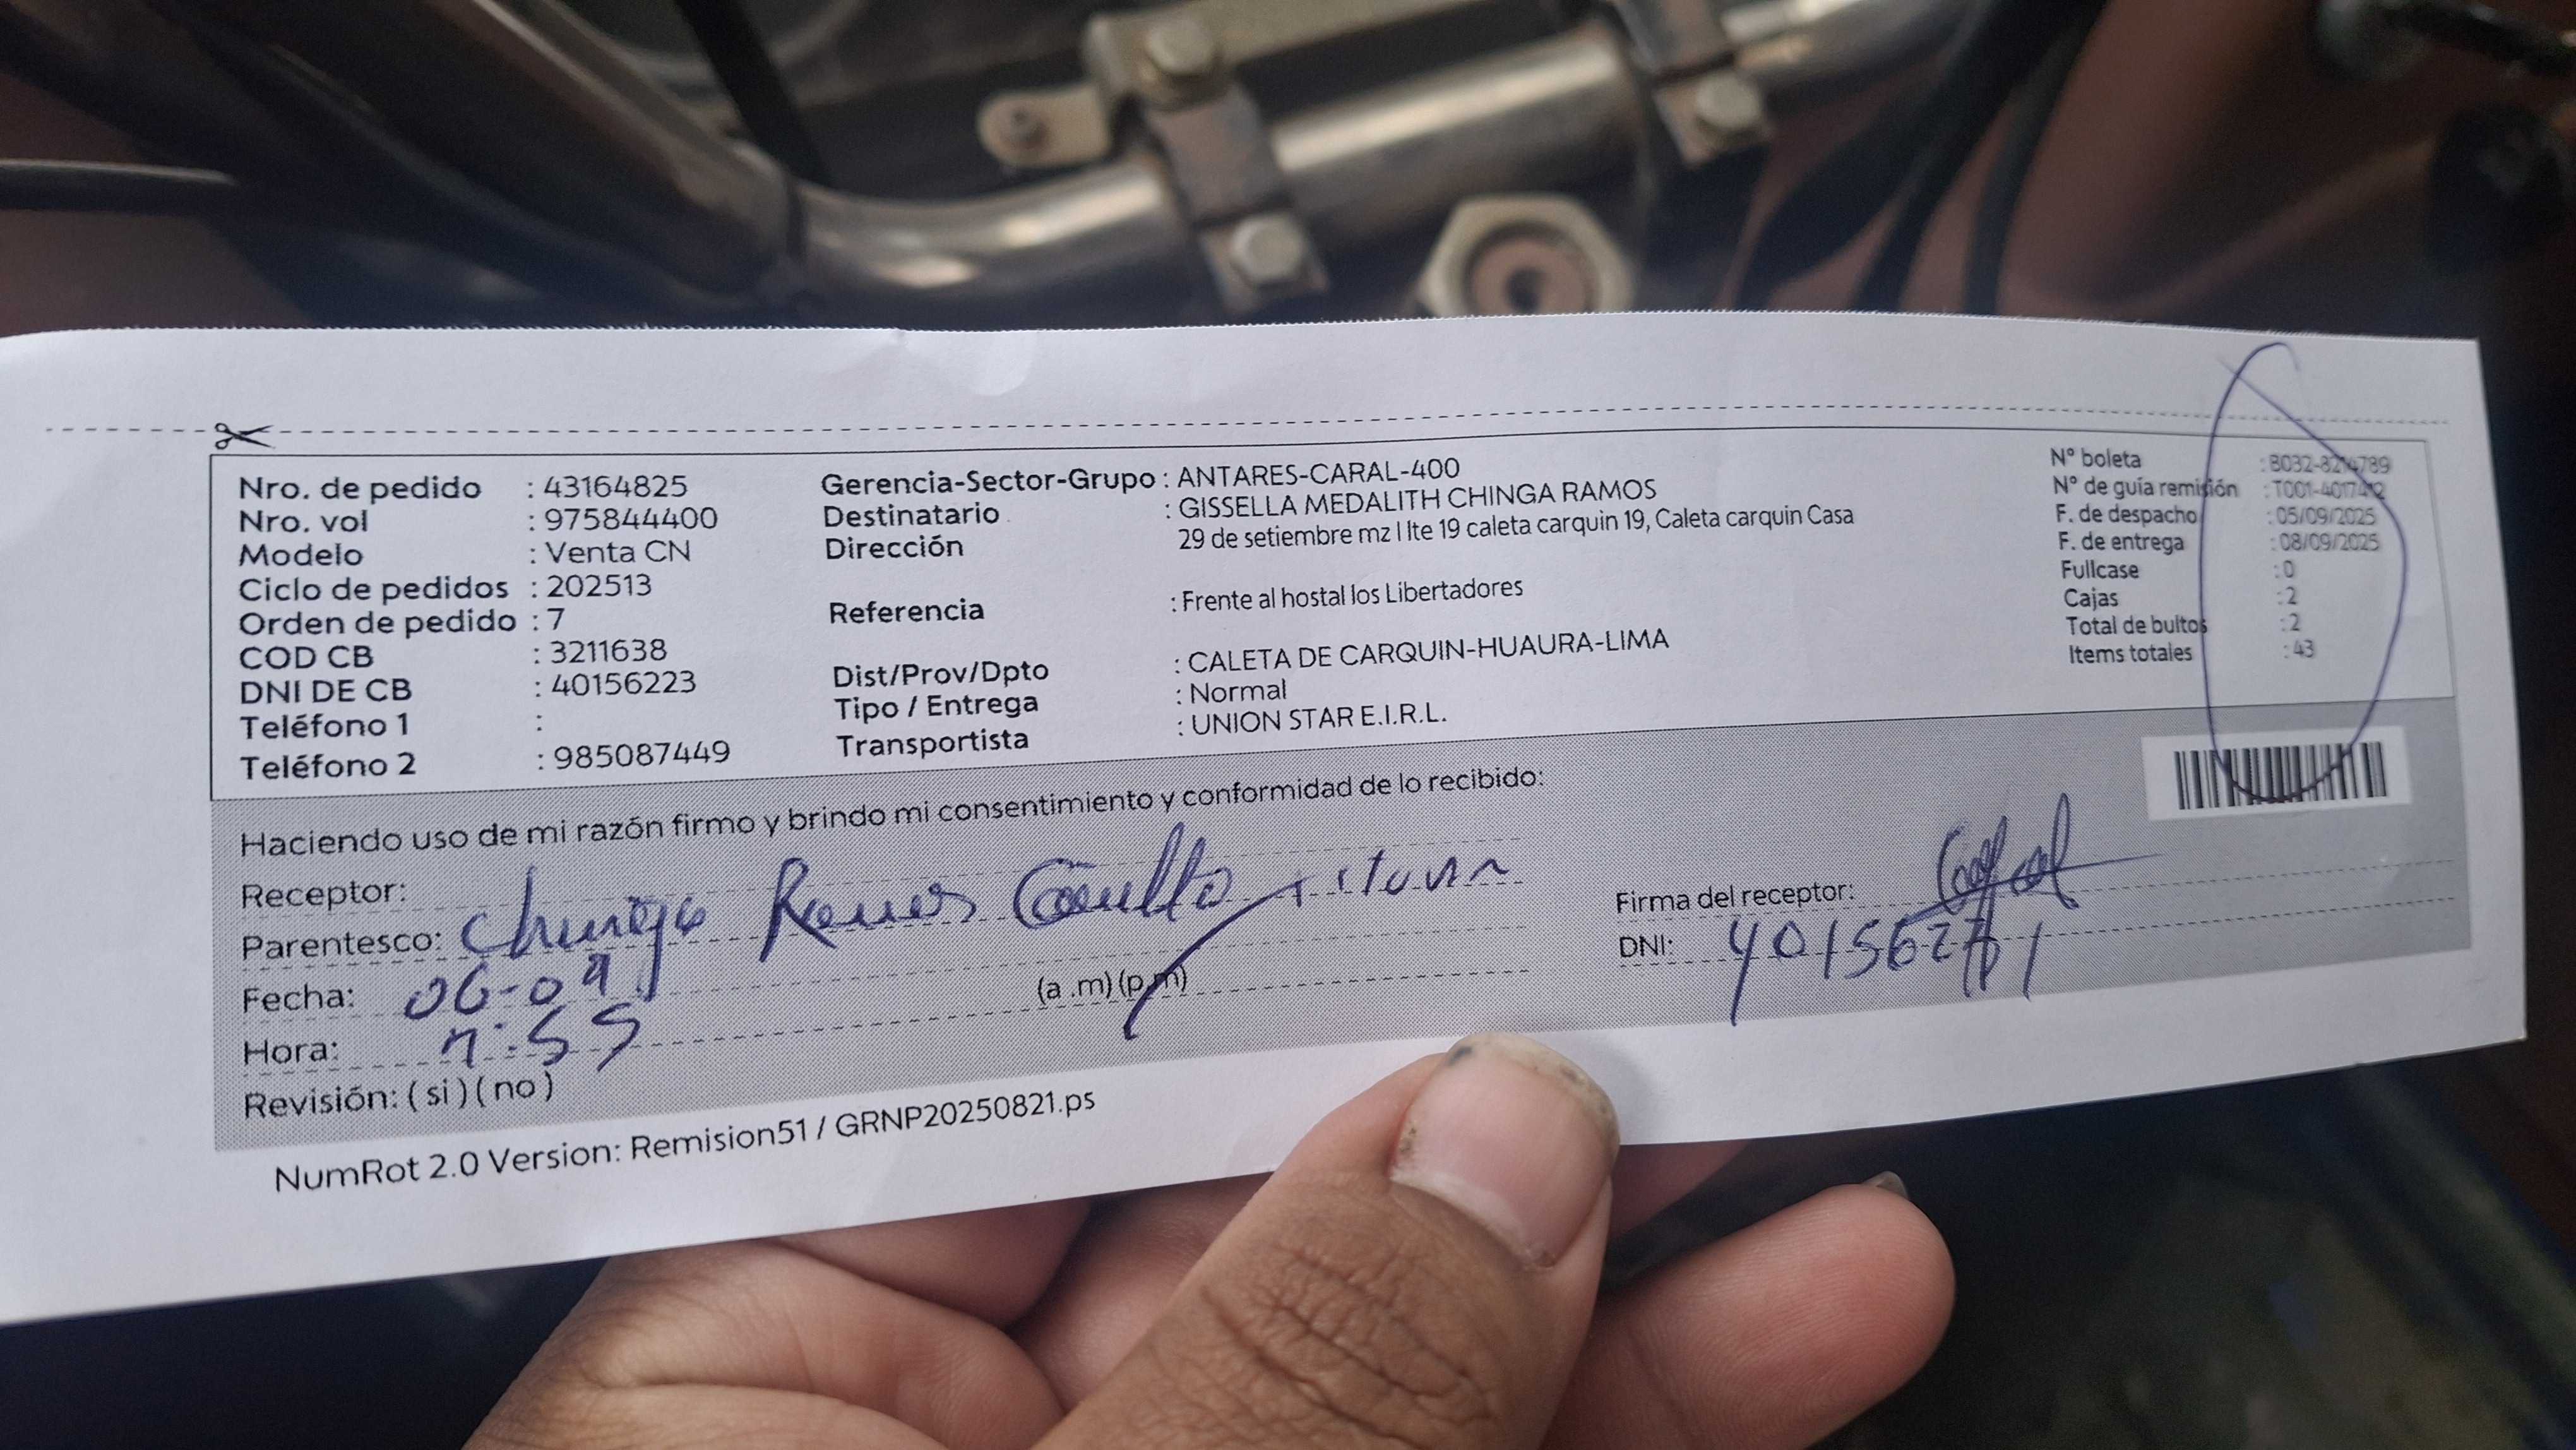 Nro. de pedido : 43164825
Nro. vol : 975844400
Modelo : Venta CN
Ciclo de pedidos : 202513
Orden de pedido : 7
COD CB : 3211638
DNI DE CB : 40156223
Teléfono 1 :
Teléfono 2 : 985087449
Gerencia-Sector-Grupo : ANTARES-CARAL-400
Destinatario : GISSELLA MEDALITH CHINGA RAMOS
Dirección 29 de setiembre mz I lte 19 caleta carquin 19, Caleta carquin Casa
Referencia : Frente al hostal los Libertadores
Dist/Prov/Dpto : CALETA DE CARQUIN-HUAURA-LIMA
Tipo / Entrega : Normal
Transportista : UNION STAR E.I.R.L.
N° boleta : B032-8214789
N° de guía remisión : T001-4017412
F. de despacho : 05/09/2025
F. de entrega : 08/09/2025
Fullcase : 0
Cajas : 2
Total de bultos : 2
Items totales : 43
Haciendo uso de mi razón firmo y brindo mi consentimiento y conformidad de lo recibido:
Receptor:
Parentesco: Ramos
Fecha: 06-09
Hora: 7:55 (a .m) (p.m)
Revisión: ( si ) ( no )
Firma del receptor:
DNI:
NumRot 2.0 Version: Remision51 / GRNP20250821.ps